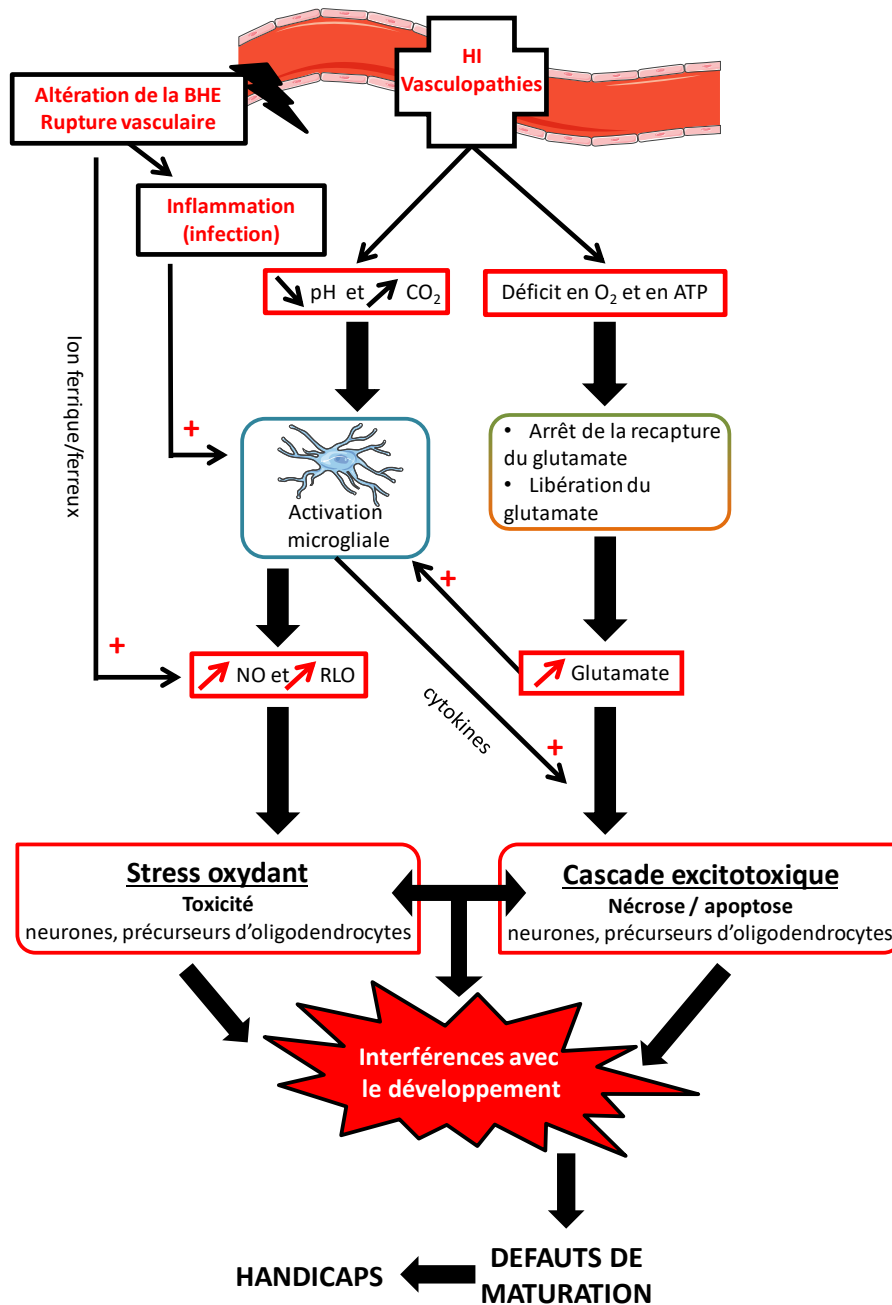 HI
Vasculopathies
Altération de la BHE
Rupture vasculaire
Inflammation
(infection)
pH et CO₂
Déficit en O₂ et en ATP
Ion ferrique/ferreux
+
• Arrêt de la recapture
du glutamate
• Libération du
glutamate
Activation
microgliale
+
+
NO et RLO
Glutamate
cytokines
+
Stress oxydant
Toxicité
neurones, précurseurs d’oligodendrocytes
Cascade excitotoxique
Nécrose / apoptose
neurones, précurseurs d’oligodendrocytes
Interférences avec
le développement
DEFAUTS DE
MATURATION
HANDICAPS